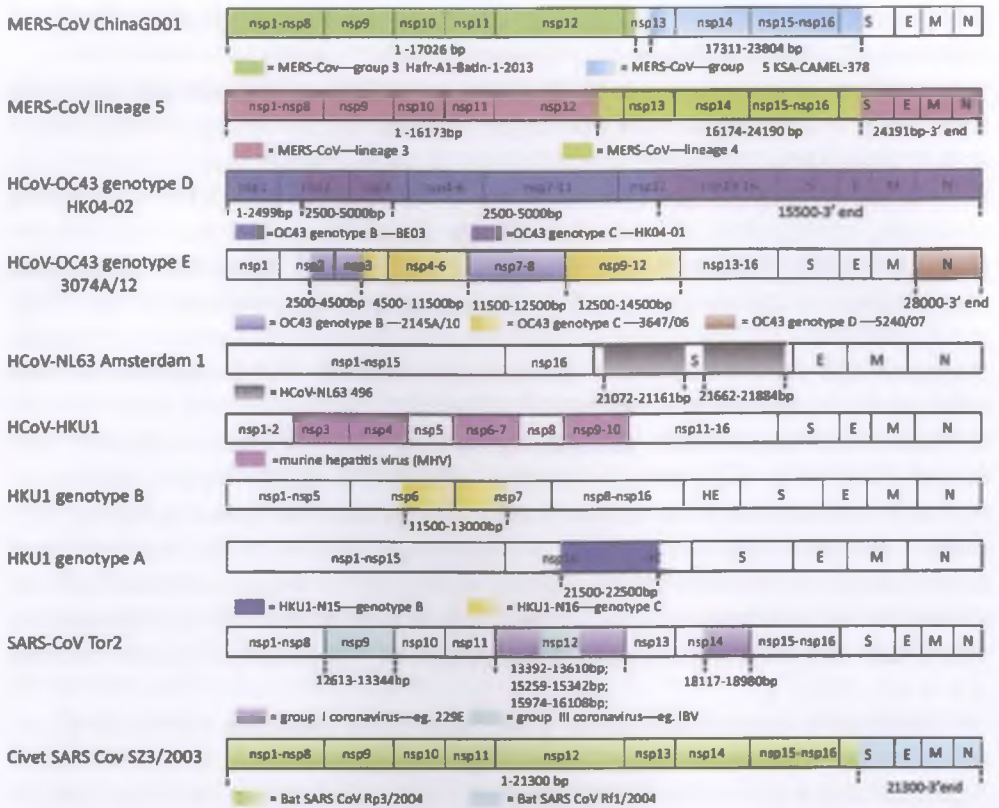 MERS-CoV ChinaGD01
nsp1-nsp8 nsp9 nsp10 nsp11 nsp12 nsp13 nsp14 nsp15-nsp16 S E M N
1 -17026 bp 17311-23804 bp
= MERS-Cov—group 3 Hafr-A1-Batin-1-2013 = MERS-CoV—group 5 KSA-CAMEL-378
MERS-CoV lineage 5
nsp1-nsp8 nsp9 nsp10 nsp11 nsp12 nsp13 nsp14 nsp15-nsp16 S E M N
1 -16173bp 16174-24190 bp 24191bp-3' end
= MERS-CoV—lineage 3 = MERS-CoV—lineage 4
HCoV-OC43 genotype D
HK04-02
nsp7-11 S E M N
1-2499bp 2500-5000bp 2500-5000bp 15500-3' end
=OC43 genotype B —BE03 =OC43 genotype C —HK04-01
HCoV-OC43 genotype E
3074A/12
nsp1 nsp2 nsp3 nsp4-6 nsp7-8 nsp9-12 nsp13-16 S E M N
2500-4500bp 4500- 11500bp 11500-12500bp 12500-14500bp 28000-3' end
= OC43 genotype B —2145A/10 = OC43 genotype C —3647/06 = OC43 genotype D —5240/07
HCoV-NL63 Amsterdam 1
nsp1-nsp15 nsp16 S E M N
21072-21161bp 21662-21884bp
= HCoV-NL63 496
HCoV-HKU1
nsp1-2 nsp3 nsp4 nsp5 nsp6-7 nsp8 nsp9-10 nsp11-16 S E M N
=murine hepatitis virus (MHV)
HKU1 genotype B
nsp1-nsp5 nsp6 nsp7 nsp8-nsp16 HE S E M N
11500-13000bp
HKU1 genotype A
nsp1-nsp15 S E M N
21500-22500bp
= HKU1-N15—genotype B = HKU1-N16—genotype C
SARS-CoV Tor2
nsp1-nsp8 nsp9 nsp10 nsp11 nsp12 nsp13 nsp14 nsp15-nsp16 S E M N
12613-13344bp 13392-13610bp; 18117-18980bp
15259-15342bp;
15974-16108bp
= group I coronavirus—eg. 229E = group III coronavirus—eg. IBV
Civet SARS Cov SZ3/2003
nsp1-nsp8 nsp9 nsp10 nsp11 nsp12 nsp13 nsp14 nsp15-nsp16 S E M N
1-21300 bp 21300-3'end
= Bat SARS CoV Rp3/2004 = Bat SARS CoV Rf1/2004